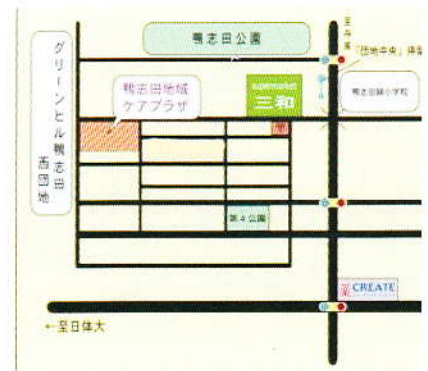 鴨志田公園
グリーンヒル鴨志田
西団地
鴨志田地域
ケアプラザ
supermarket
三和
「団地中央」停留
鴨志田緑小学校
第4公園
薬 CREATE
←至日体大